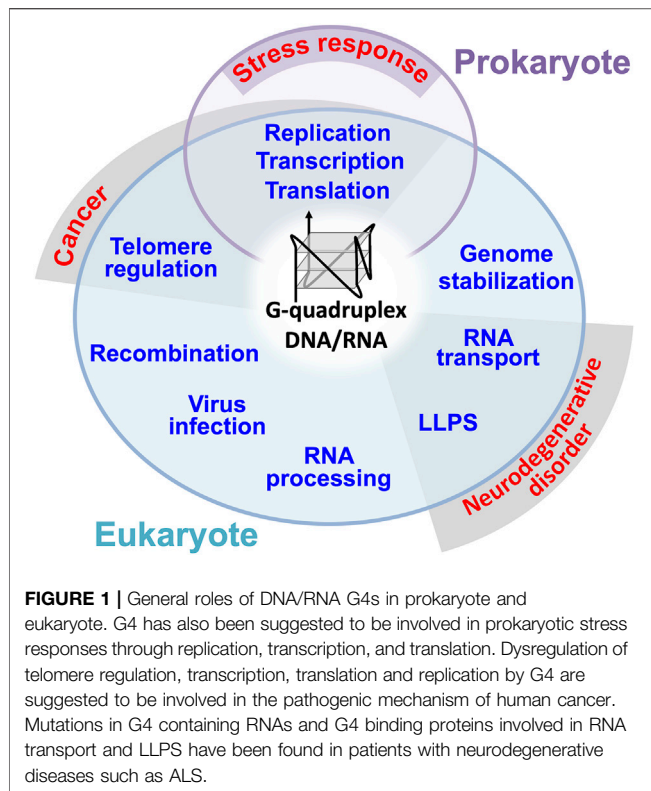 Stress response
Prokaryote
Replication
Transcription
Translation
Cancer
Telomere
regulation
Genome
stabilization
G-quadruplex
DNA/RNA
Recombination
RNA
transport
Virus
infection
LLPS
RNA
processing
Neurodegenerative
disorder
Eukaryote
FIGURE 1 | General roles of DNA/RNA G4s in prokaryote and
eukaryote. G4 has also been suggested to be involved in prokaryotic stress
responses through replication, transcription, and translation. Dysregulation of
telomere regulation, transcription, translation and replication by G4 are
suggested to be involved in the pathogenic mechanism of human cancer.
Mutations in G4 containing RNAs and G4 binding proteins involved in RNA
transport and LLPS have been found in patients with neurodegenerative
diseases such as ALS.